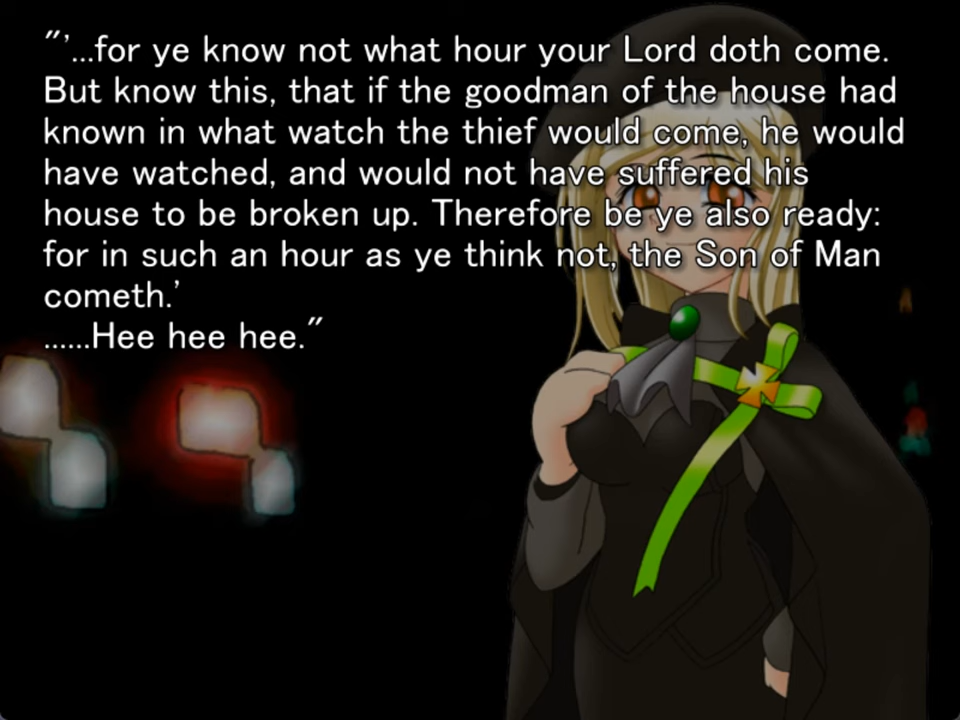 "'...for ye know not what hour your Lord doth come.
But know this, that if the goodman of the house had
known in what watch the thief would come, he would
have watched, and would not have suffered his
house to be broken up. Therefore be ye also ready:
for in such an hour as ye think not, the Son of Man
cometh.'
......Hee hee hee."